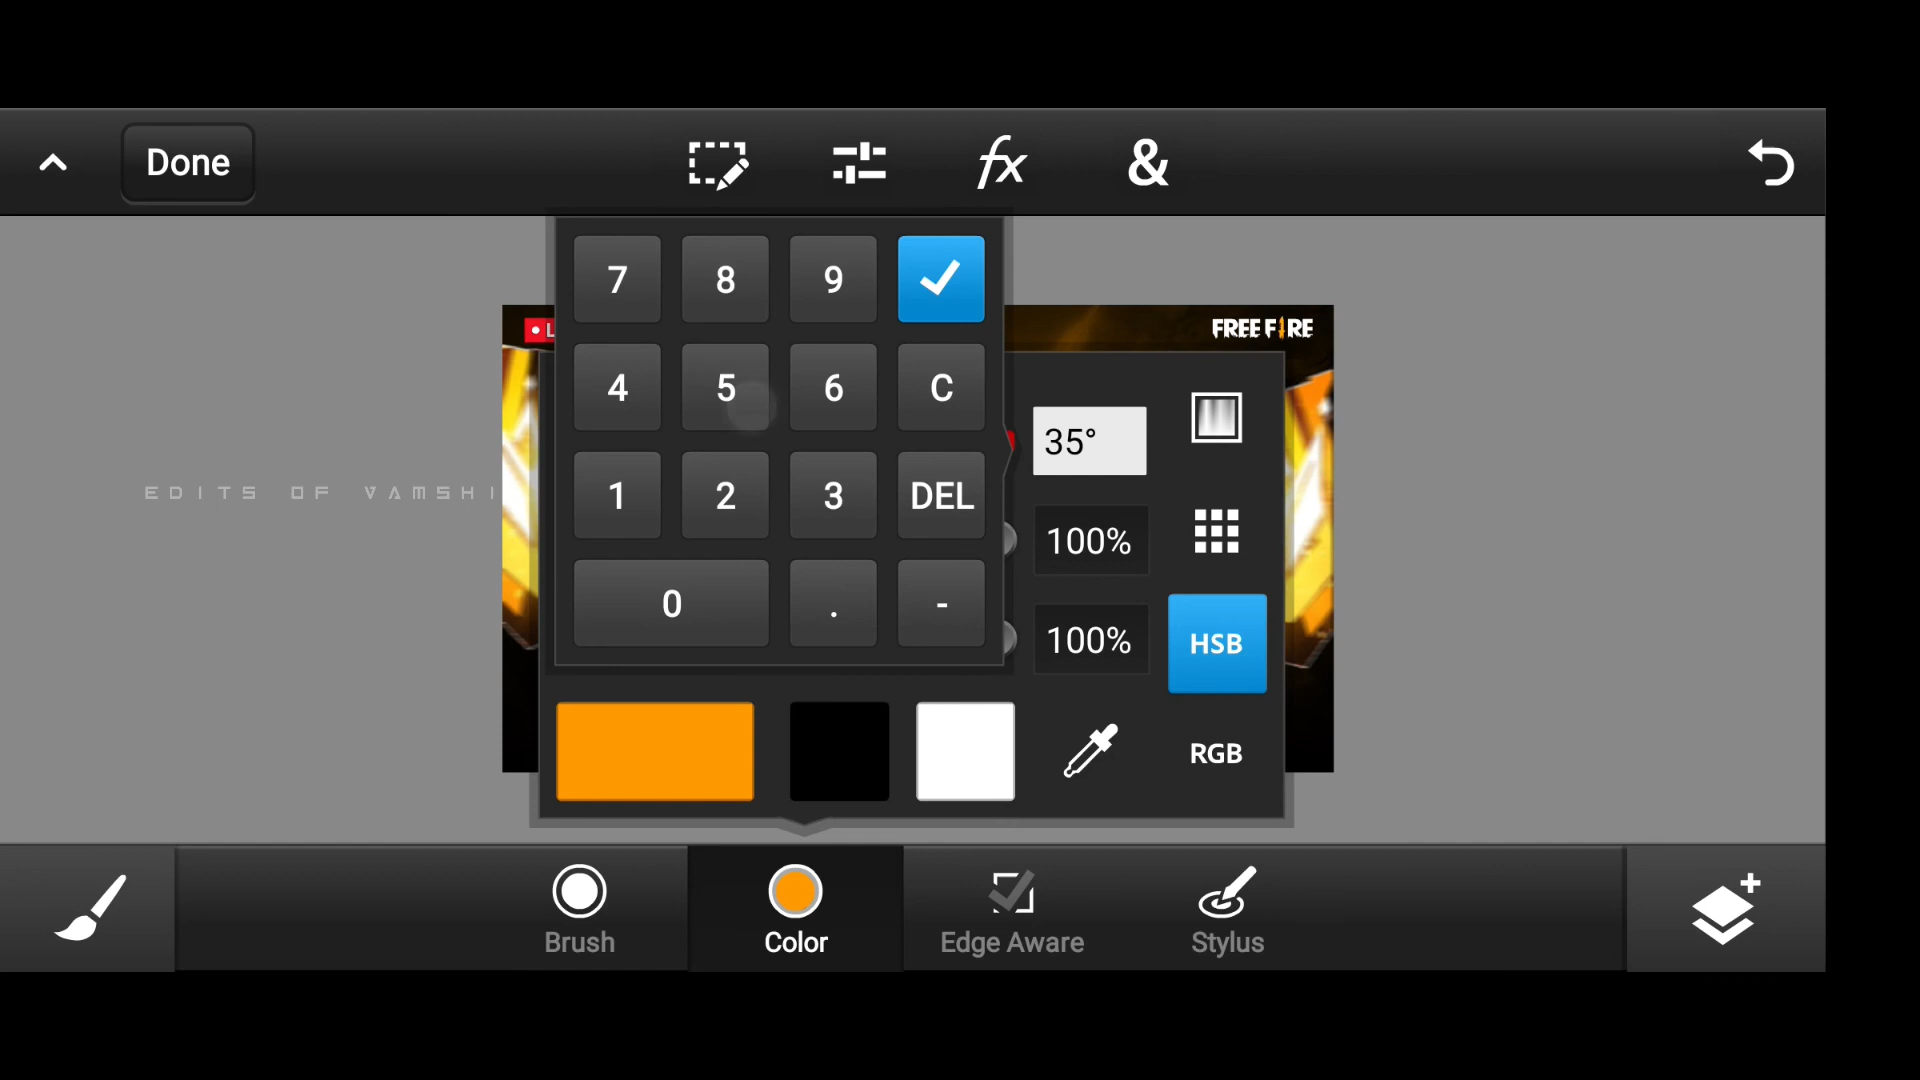 Done
fx
&
7 8 9
L
FREE FIRE
4 5 6 C
35°
EDITS OF VAMSHI
1 2 3 DEL
100%
0 . -
100%
HSB
RGB
Brush
Color
Edge Aware
Stylus